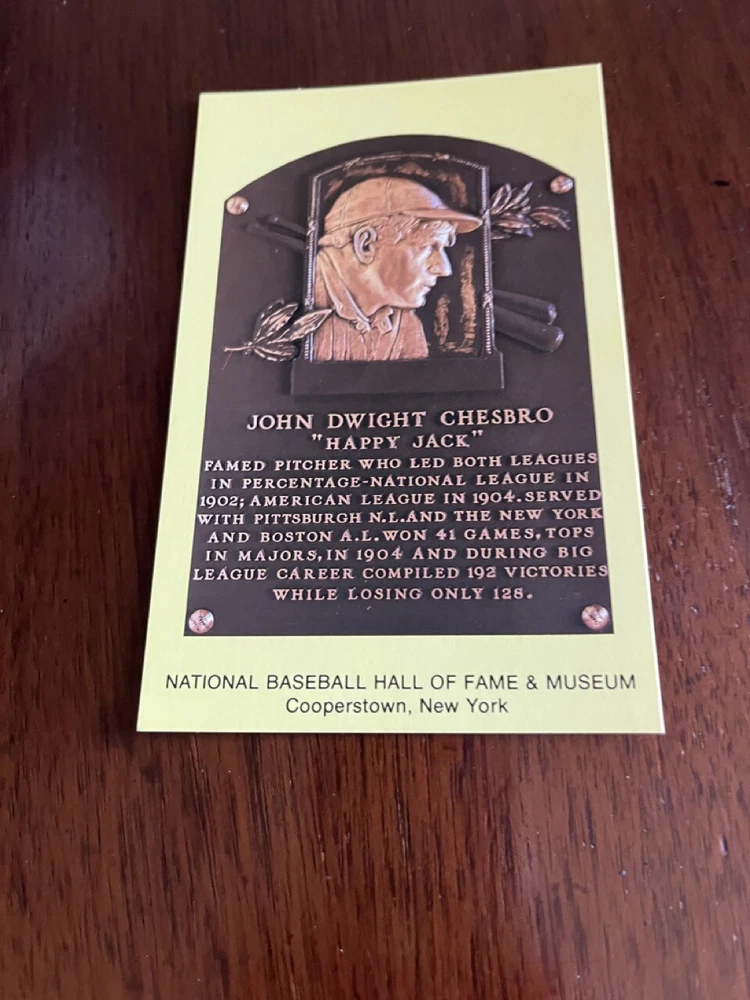 JOHN DWIGHT CHESBRO
"HAPPY JACK"
FAMED PITCHER WHO LED BOTH LEAGUES
IN PERCENTAGE-NATIONAL LEAGUE IN
1902; AMERICAN LEAGUE IN 1904. SERVED
WITH PITTSBURGH N.L. AND THE NEW YORK
AND BOSTON A.L. WON 41 GAMES, TOPS
IN MAJORS, IN 1904 AND DURING BIG
LEAGUE CAREER COMPILED 192 VICTORIES
WHILE LOSING ONLY 128.
NATIONAL BASEBALL HALL OF FAME & MUSEUM
Cooperstown, New York